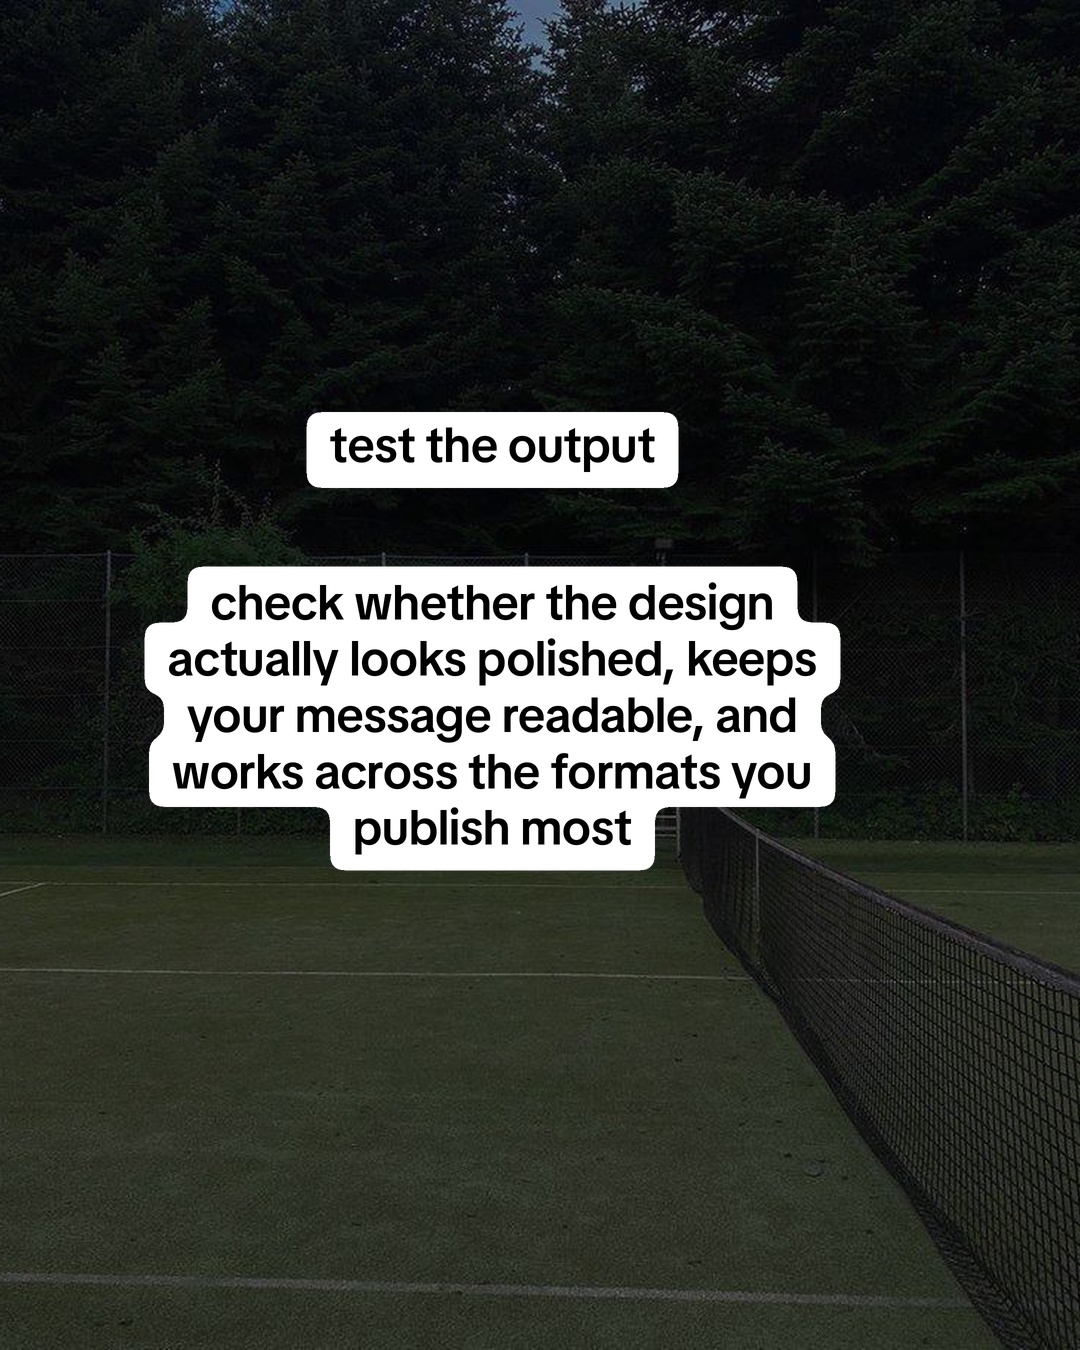 test the output
check whether the design
actually looks polished, keeps
your message readable, and
works across the formats you
publish most